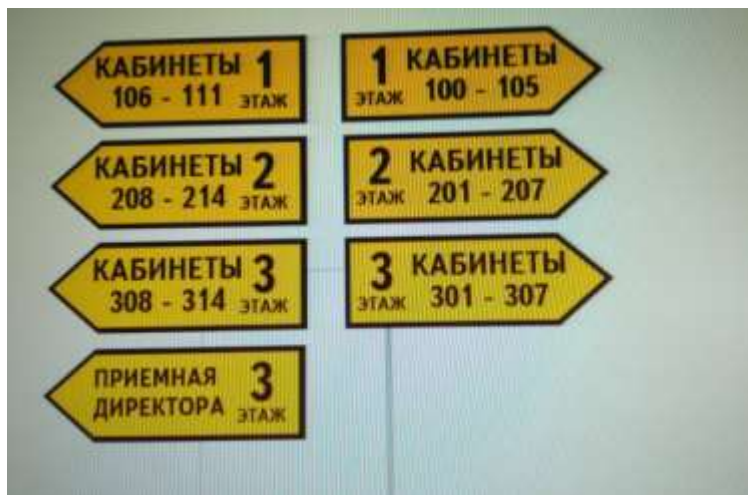 КАБИНЕТЫ 1
106 - 111 ЭТАЖ
1 КАБИНЕТЫ
ЭТАЖ 100 - 105
КАБИНЕТЫ 2
208 - 214 ЭТАЖ
2 КАБИНЕТЫ
ЭТАЖ 201 - 207
КАБИНЕТЫ 3
308 - 314 ЭТАЖ
3 КАБИНЕТЫ
ЭТАЖ 301 - 307
ПРИЕМНАЯ 3
ДИРЕКТОРА ЭТАЖ